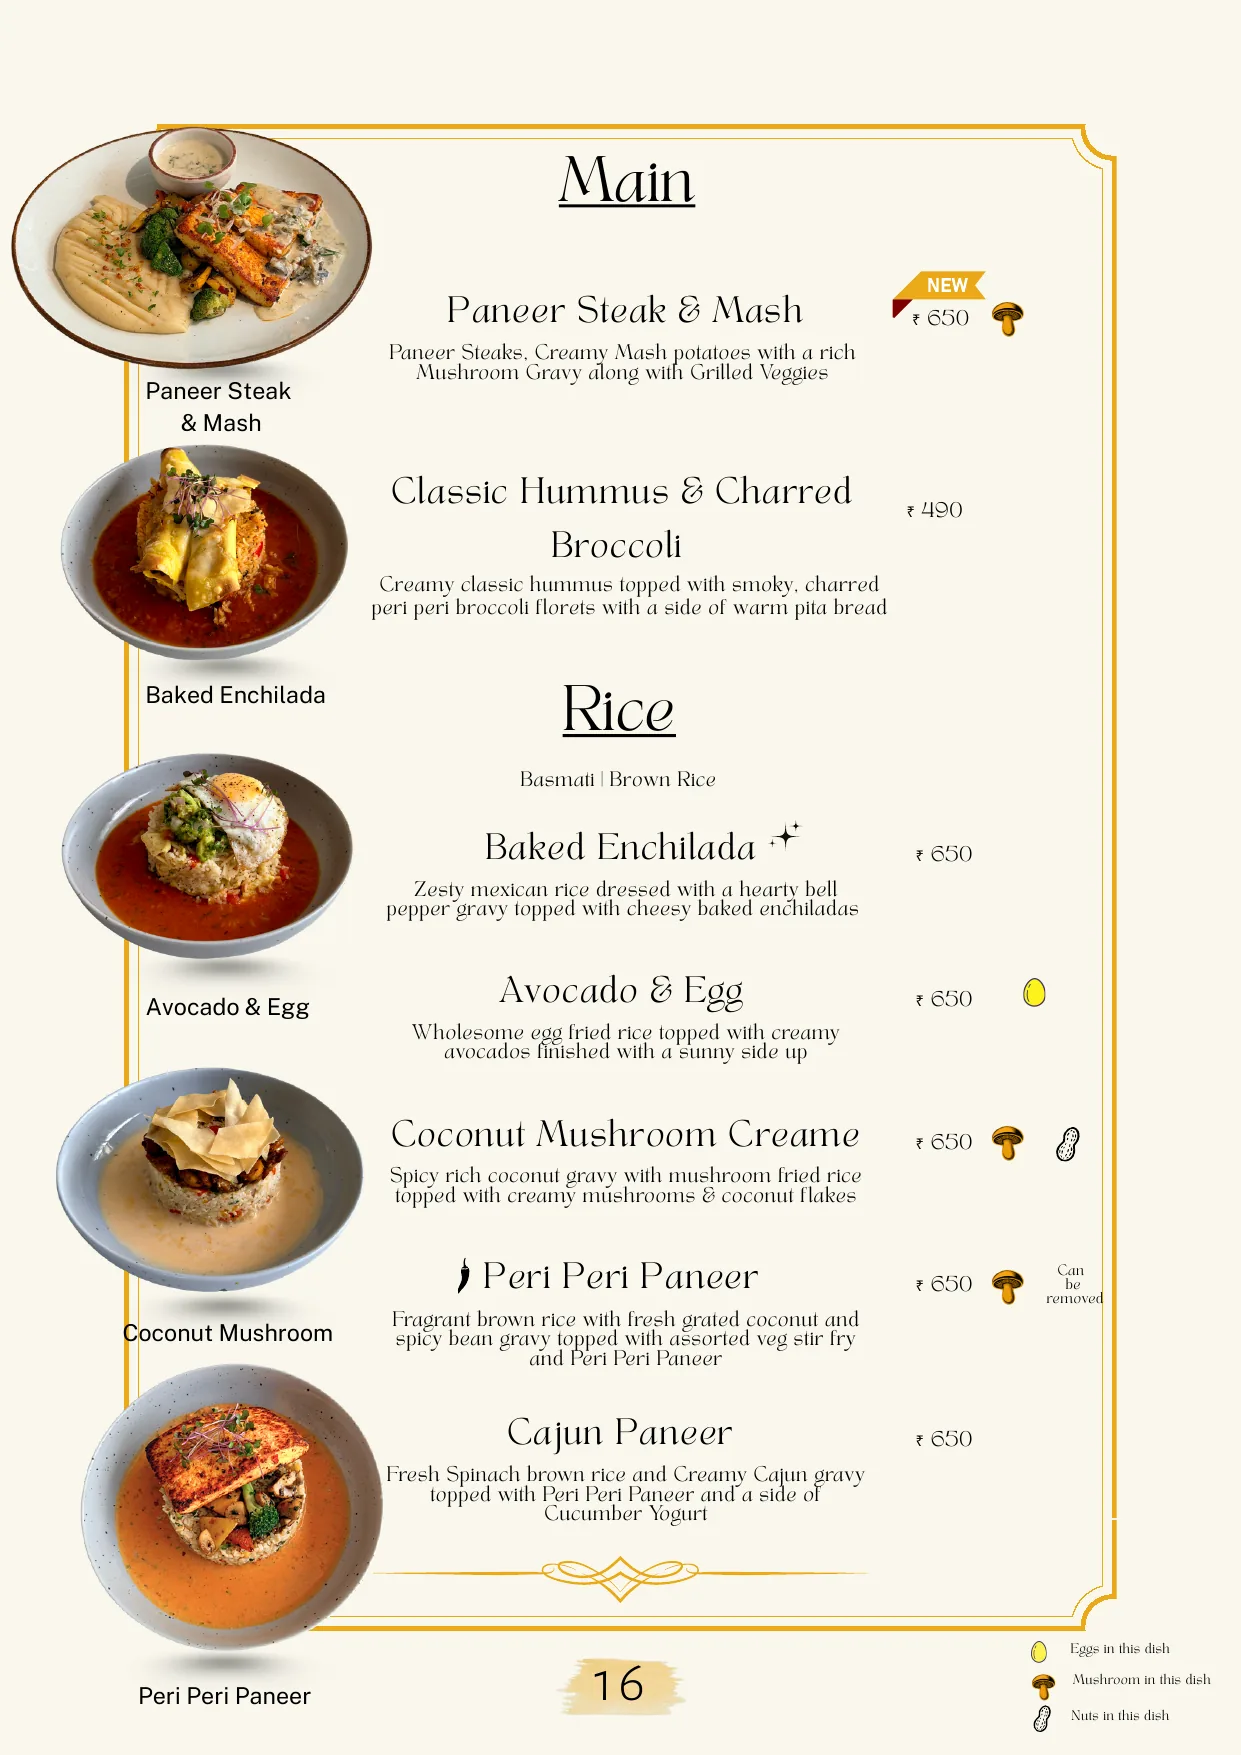 Main
NEW
Paneer Steak & Mash
₹ 650
Paneer Steaks, Creamy Mash potatoes with a rich
Mushroom Gravy along with Grilled Veggies
Paneer Steak
& Mash
Classic Hummus & Charred
Broccoli
₹ 490
Creamy classic hummus topped with smoky, charred
peri peri broccoli florets with a side of warm pita bread
Baked Enchilada
Rice
Basmati | Brown Rice
Baked Enchilada
₹ 650
Zesty mexican rice dressed with a hearty bell
pepper gravy topped with cheesy baked enchiladas
Avocado & Egg
₹ 650
Wholesome egg fried rice topped with creamy
avocados finished with a sunny side up
Avocado & Egg
Coconut Mushroom Creame
₹ 650
Spicy rich coconut gravy with mushroom fried rice
topped with creamy mushrooms & coconut flakes
Peri Peri Paneer
₹ 650
Can
be
removed
Fragrant brown rice with fresh grated coconut and
spicy bean gravy topped with assorted veg stir fry
and Peri Peri Paneer
Coconut Mushroom
Cajun Paneer
₹ 650
Fresh Spinach brown rice and Creamy Cajun gravy
topped with Peri Peri Paneer and a side of
Cucumber Yogurt
Peri Peri Paneer
16
Eggs in this dish
Mushroom in this dish
Nuts in this dish